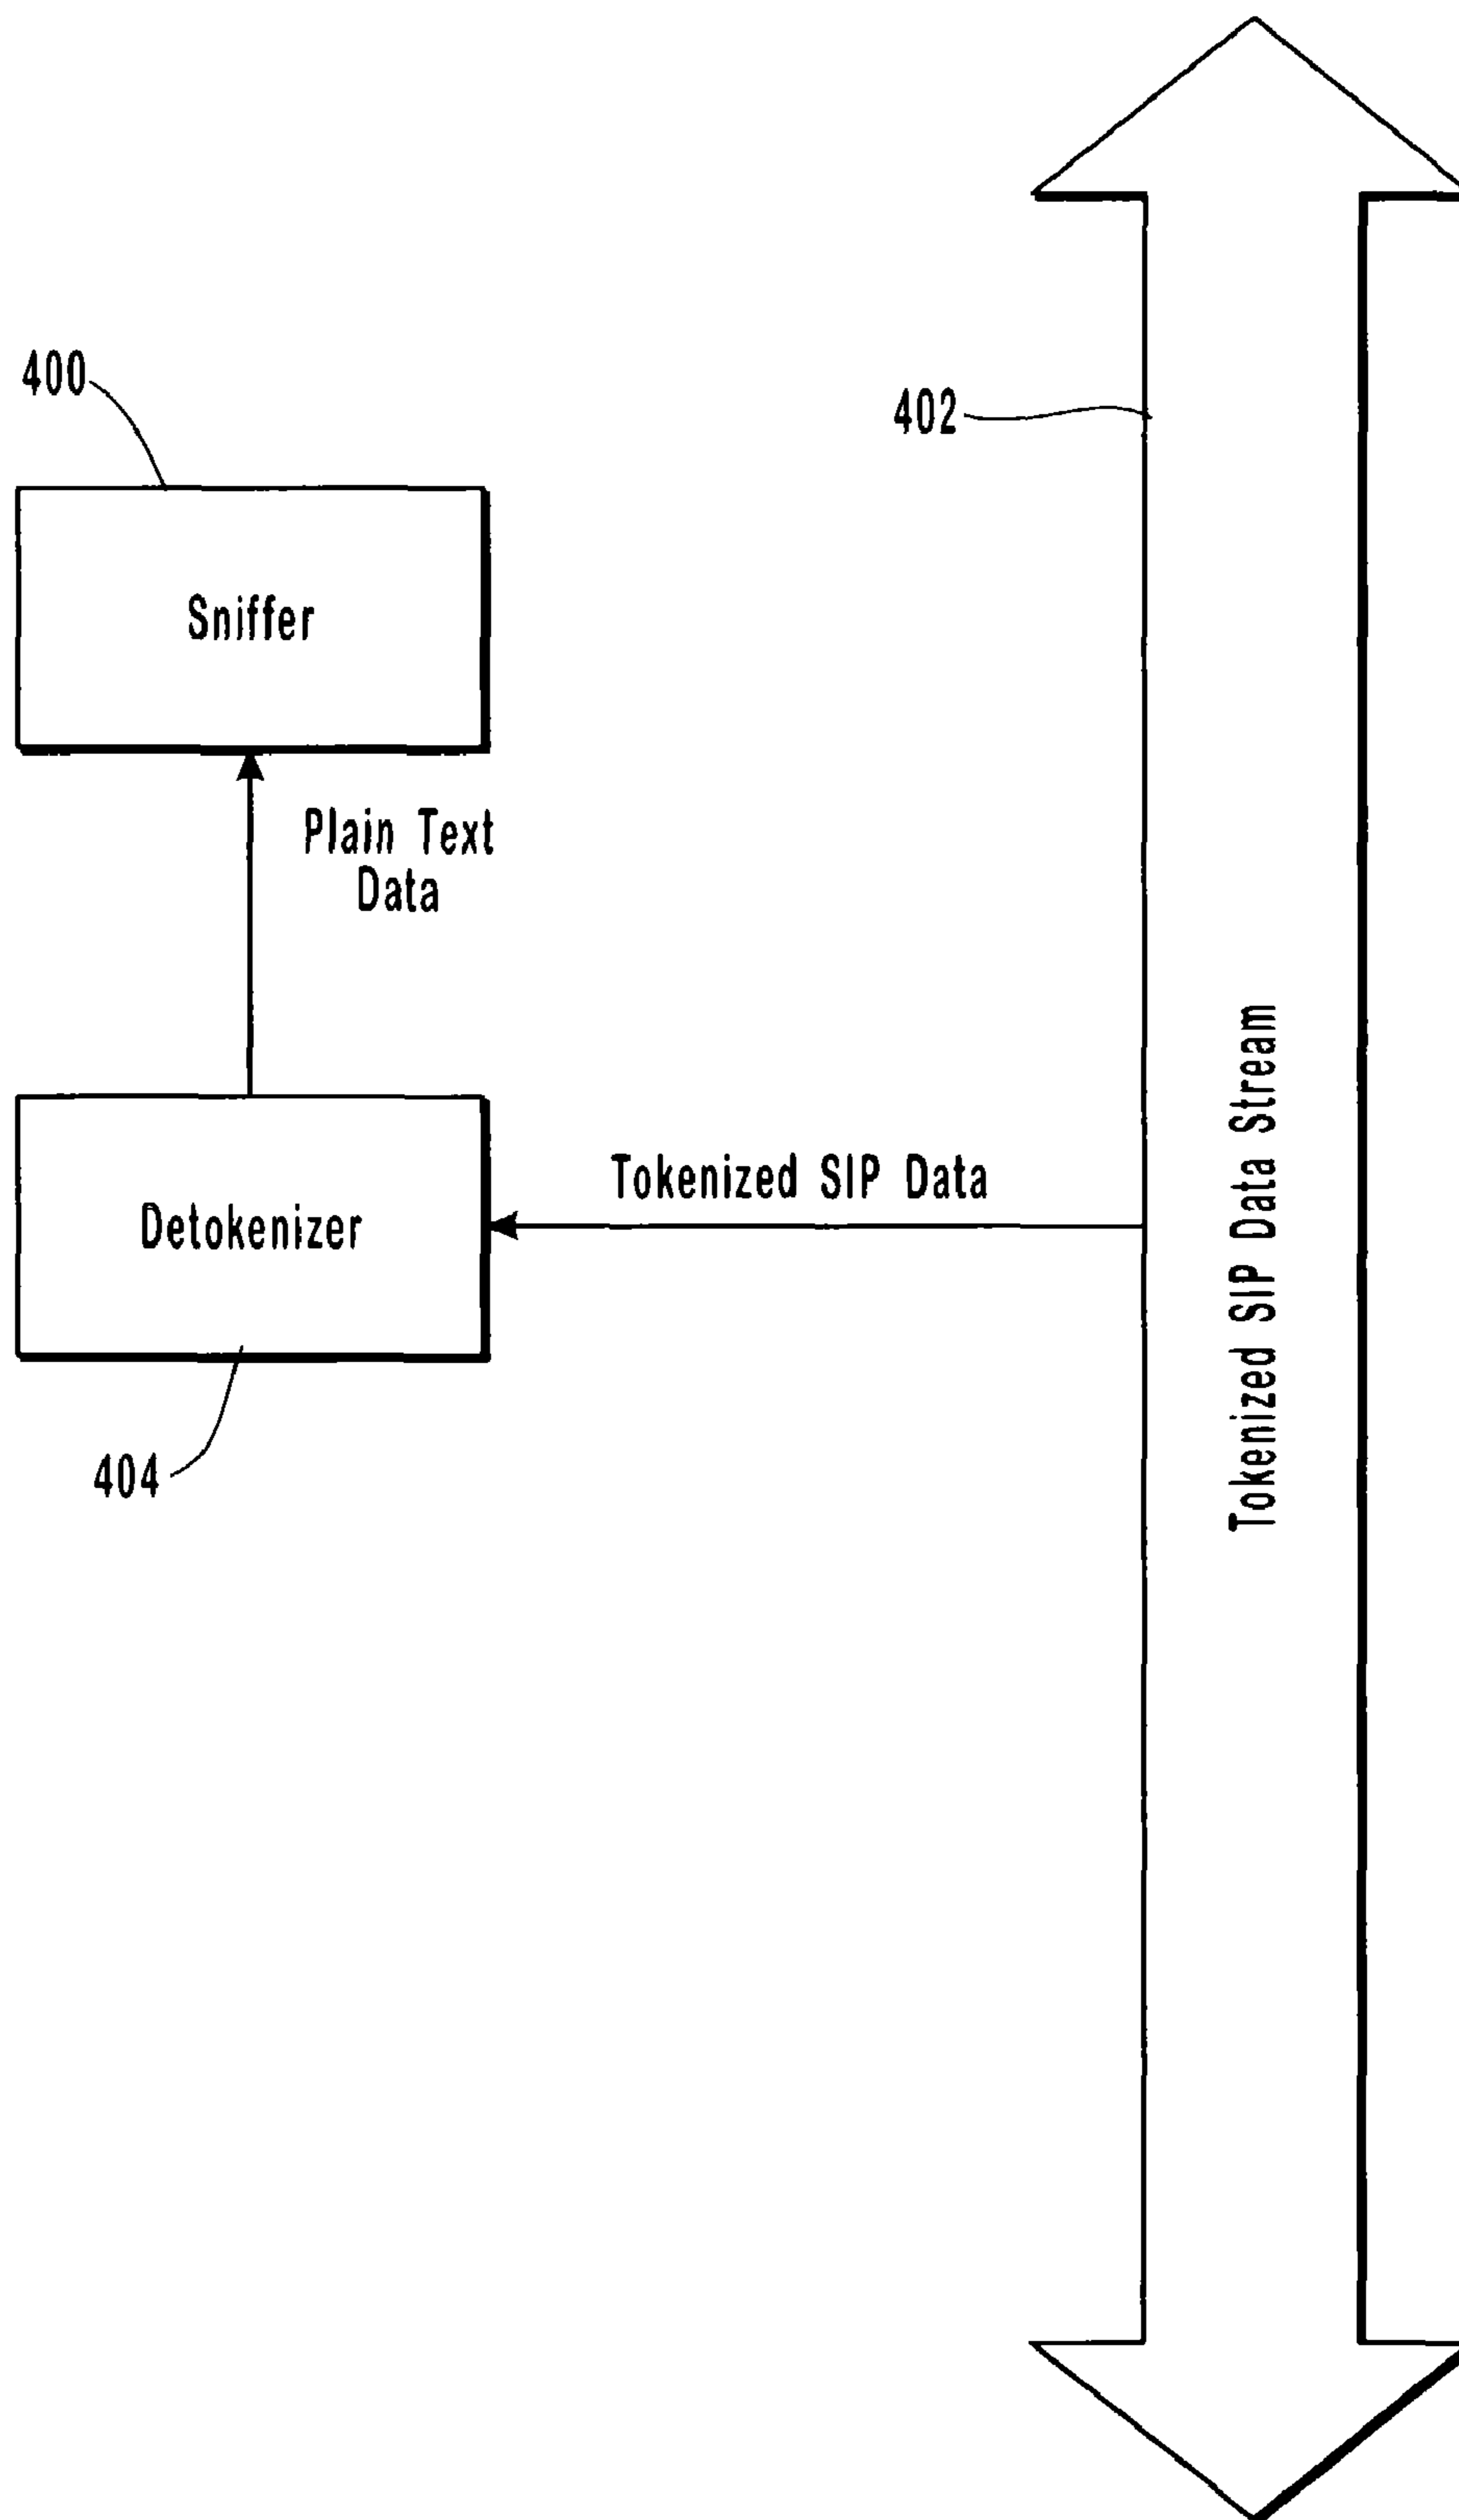 400
402
Sniffer
Plain Text
Data
Tokenized SIP Data
Detokenizer
Tokenized SIP Data Stream
404